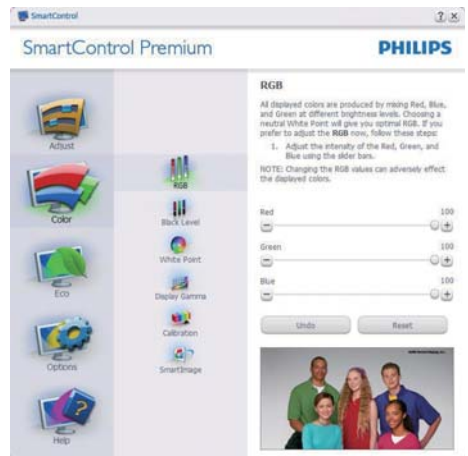 SmartControl
SmartControl Premium
PHILIPS
Adjust
Color
Eco
Options
Help
RGB
Black Level
White Point
Display Gamma
Calibration
SmartImage
RGB
All displayed colors are produced by mixing Red, Blue,
and Green at different brightness levels. Choosing a
neutral White Point will give you optimal RGB. If you
prefer to adjust the RGB now, follow these steps:
1. Adjust the intensity of the Red, Green, and
Blue using the slider bars.
NOTE: Changing the RGB values can adversely effect
the displayed colors.
Red 100
Green 100
Blue 100
Undo Reset